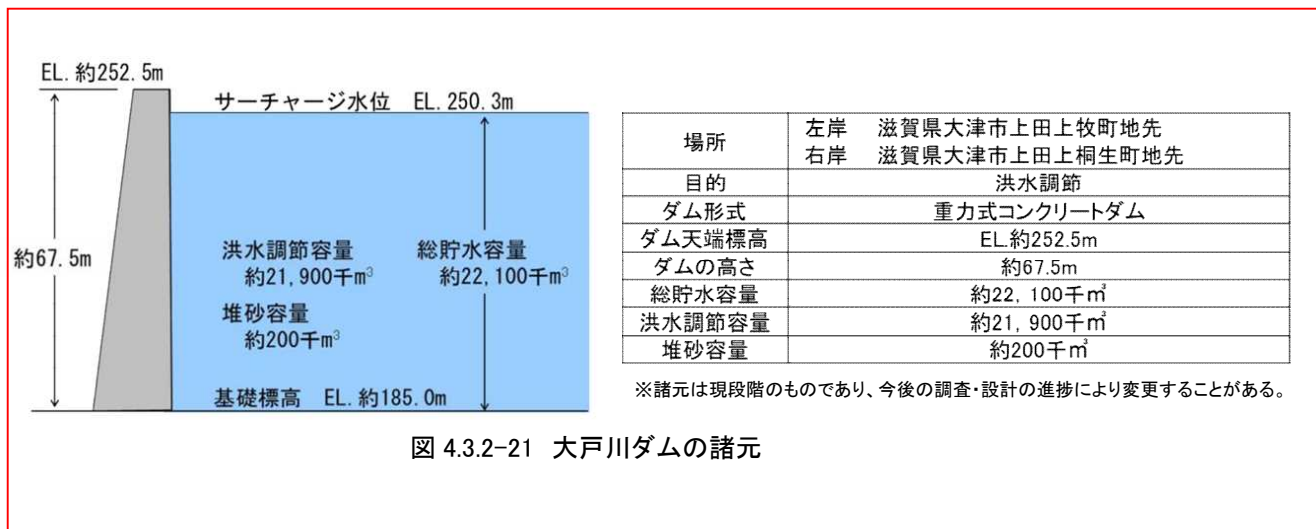 EL.約252.5m
サーチャージ水位 EL.250.3m
約67.5m
洪水調節容量
約21,900千m³
総貯水容量
約22,100千m³
堆砂容量
約200千m³
基礎標高 EL.約185.0m
場所 左岸 滋賀県大津市上田上牧町地先
右岸 滋賀県大津市上田上桐生町地先
目的 洪水調節
ダム形式 重力式コンクリートダム
ダム天端標高 EL.約252.5m
ダムの高さ 約67.5m
総貯水容量 約22,100千㎥
洪水調節容量 約21,900千㎥
堆砂容量 約200千㎥
※諸元は現段階のものであり、今後の調査・設計の進捗により変更することがある。
図 4.3.2-21 大戸川ダムの諸元